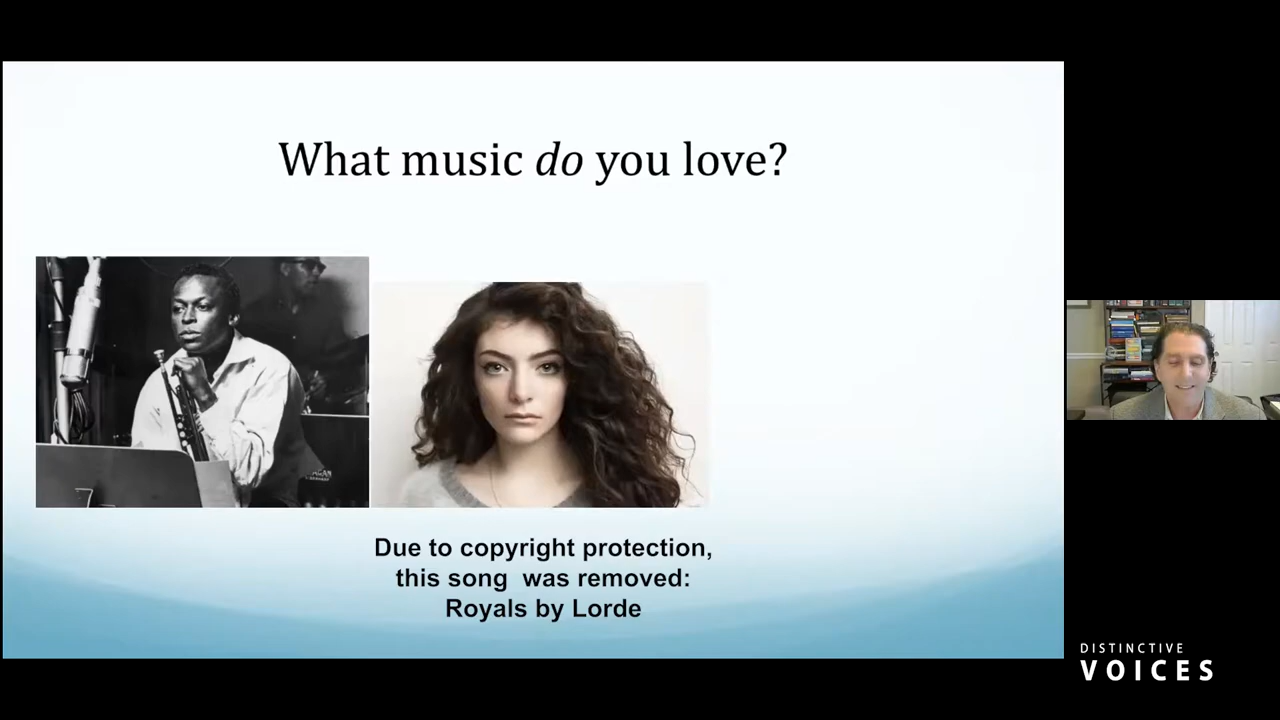 What music do you love?
Due to copyright protection,
this song was removed:
Royals by Lorde
DISTINCTIVE
VOICES